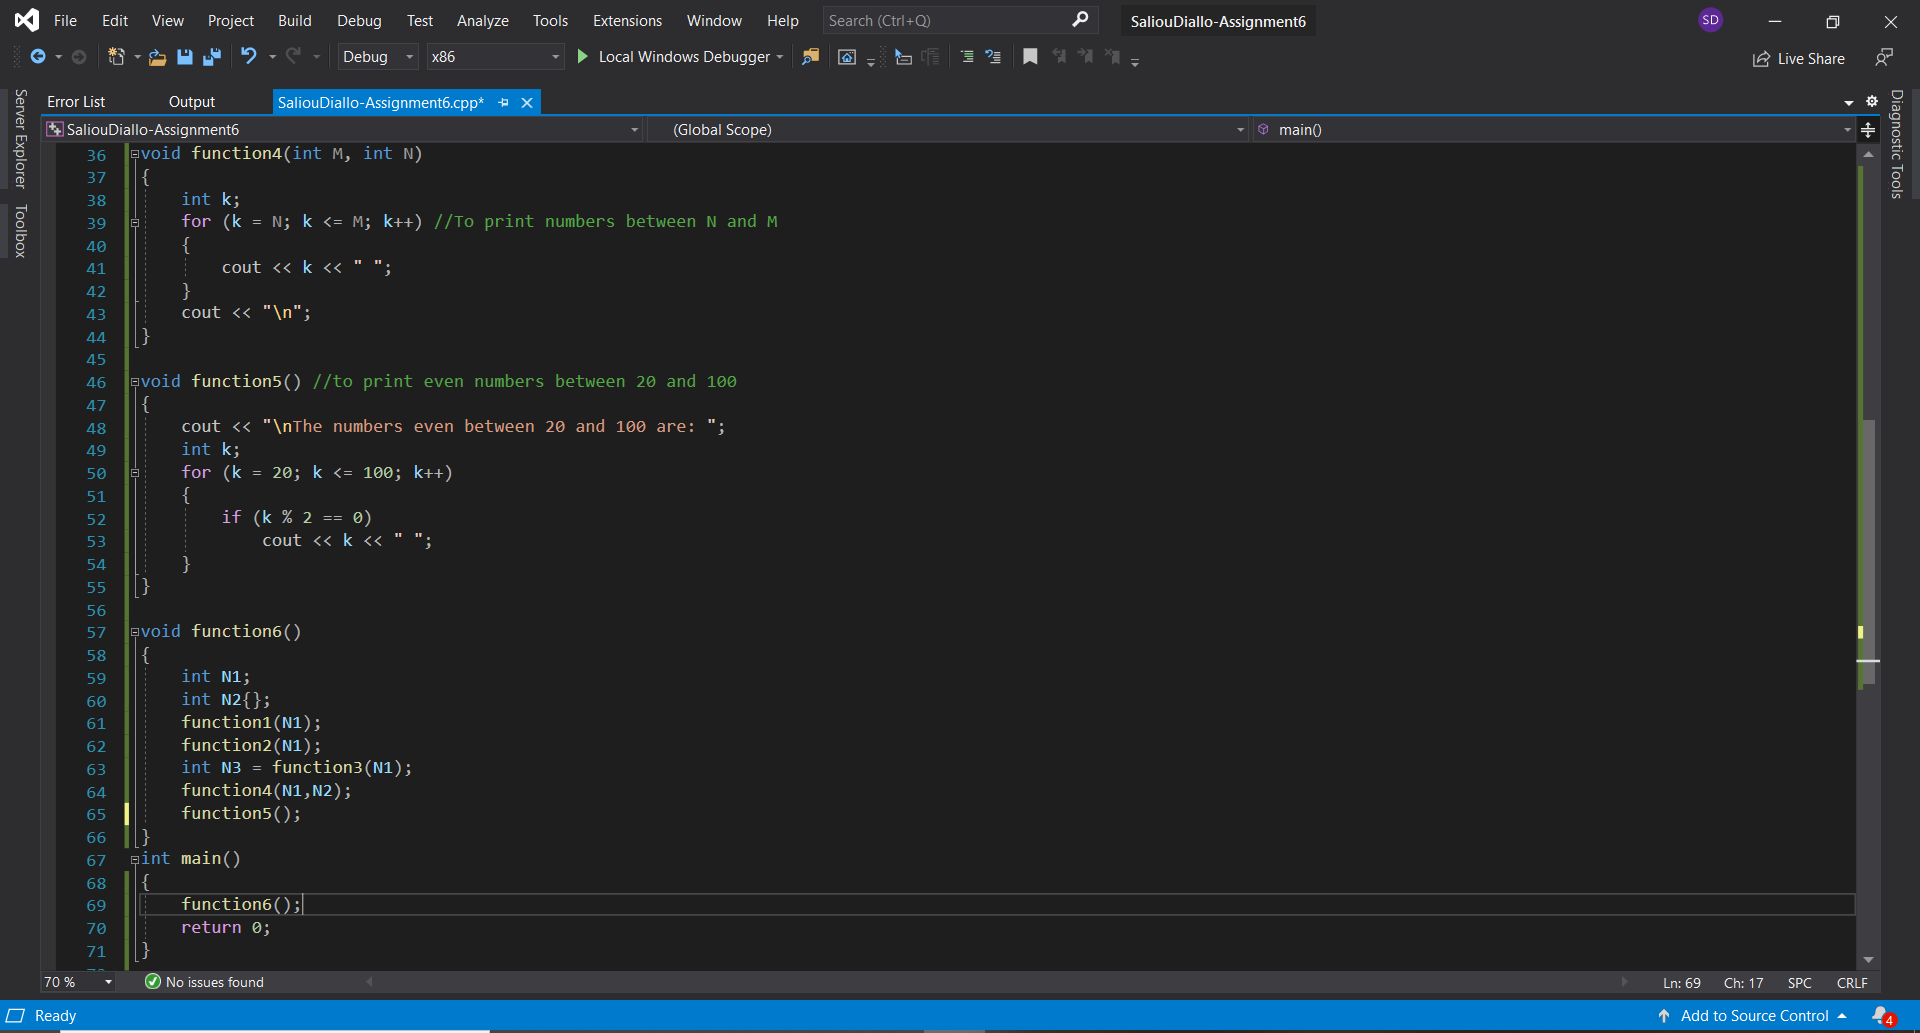 File Edit View Project Build Debug Test Analyze Tools Extensions Window Help Search (Ctrl+Q) SaliouDiallo-Assignment6 SD
Debug x86 Local Windows Debugger Live Share
Server Explorer
Toolbox
Diagnostic Tools
Error List Output SaliouDiallo-Assignment6.cpp*
SaliouDiallo-Assignment6 (Global Scope) main()
36 void function4(int M, int N)
37 {
38 int k;
39 for (k = N; k <= M; k++) //To print numbers between N and M
40 {
41 cout << k << " ";
42 }
43 cout << "\n";
44 }
45
46 void function5() //to print even numbers between 20 and 100
47 {
48 cout << "\nThe numbers even between 20 and 100 are: ";
49 int k;
50 for (k = 20; k <= 100; k++)
51 {
52 if (k % 2 == 0)
53 cout << k << " ";
54 }
55 }
56
57 void function6()
58 {
59 int N1;
60 int N2{};
61 function1(N1);
62 function2(N1);
63 int N3 = function3(N1);
64 function4(N1,N2);
65 function5();
66 }
67 int main()
68 {
69 function6();
70 return 0;
71 }
70 % No issues found Ln: 69 Ch: 17 SPC CRLF
Ready Add to Source Control 4